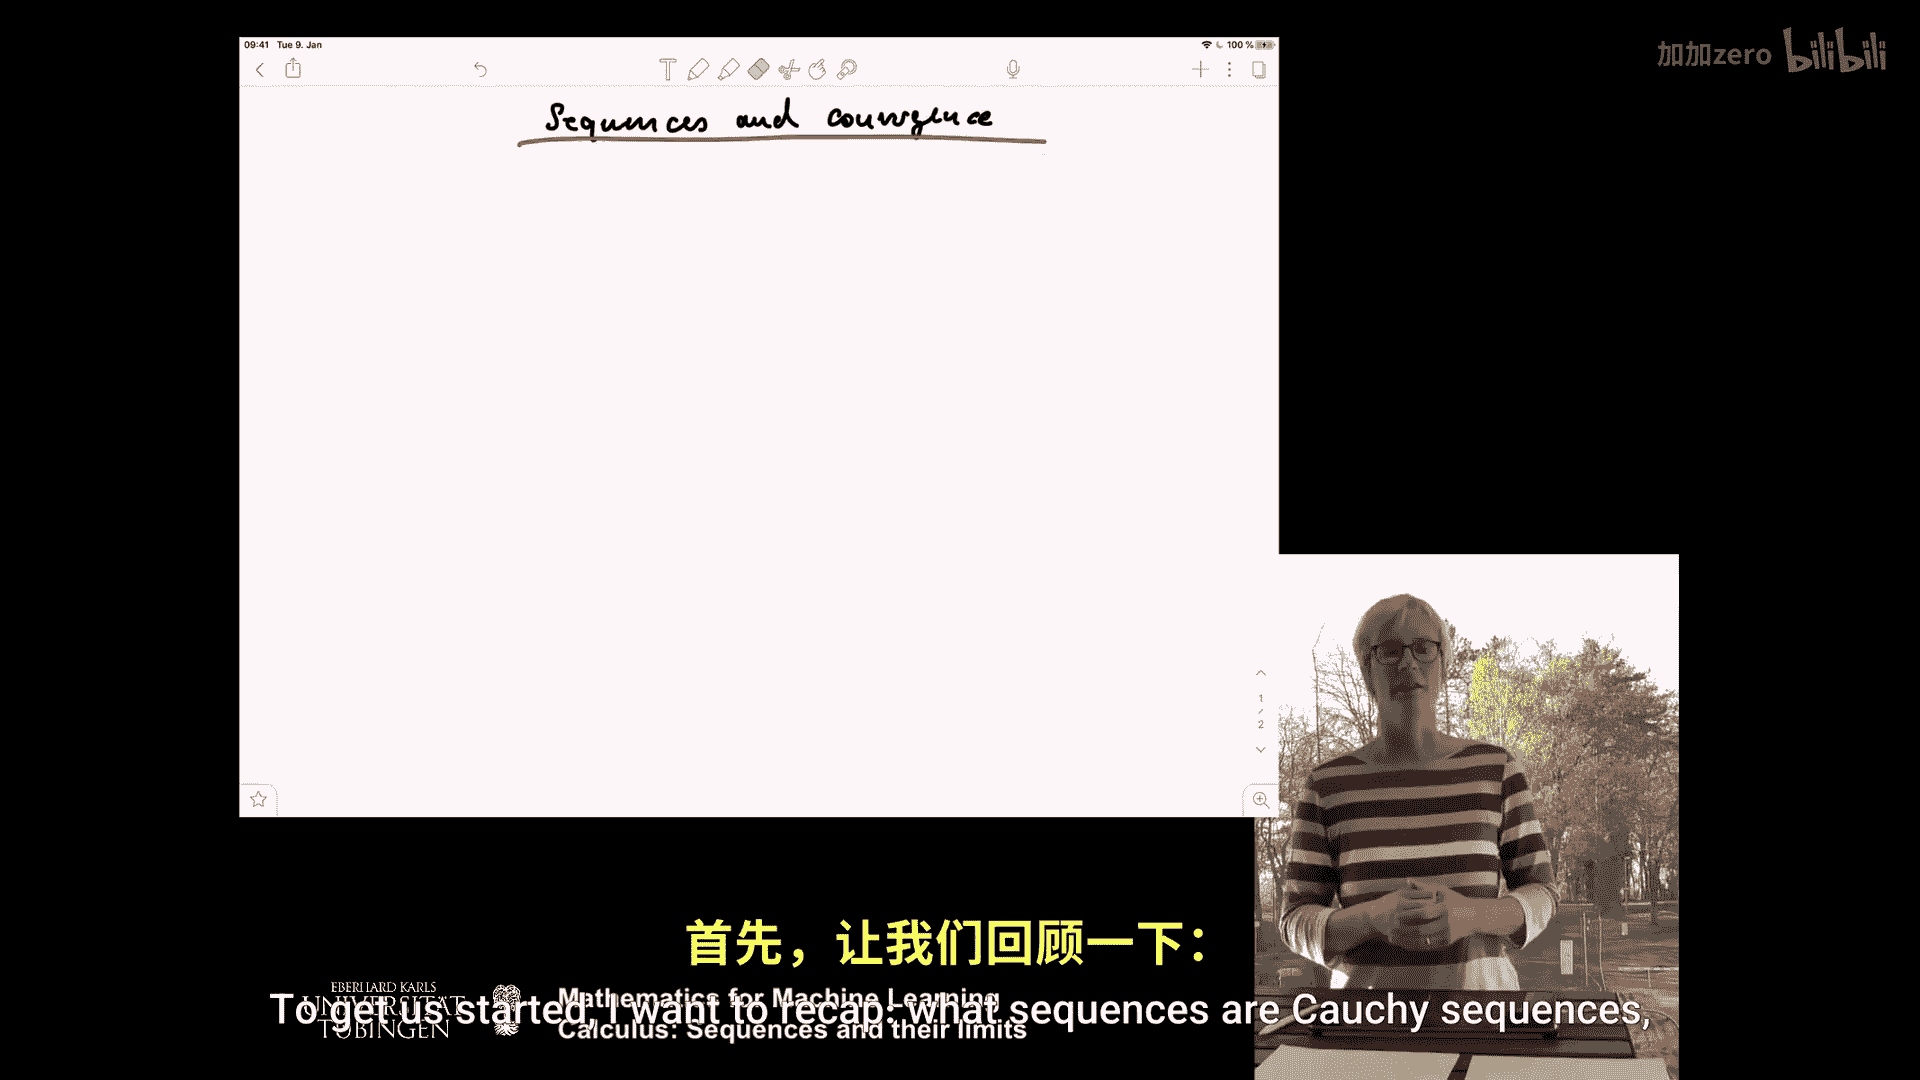 09:41 Tue 9. Jan
100 %
加加zero bilibili
T
Sequences and convergence
1
/
2
首先，让我们回顾一下：
EBERHARD KARLS
UNIVERSITÄT
TÜBINGEN
Mathematics for Machine Learning
Calculus: Sequences and their limits
To get us started, I want to recap: what sequences are Cauchy sequences,